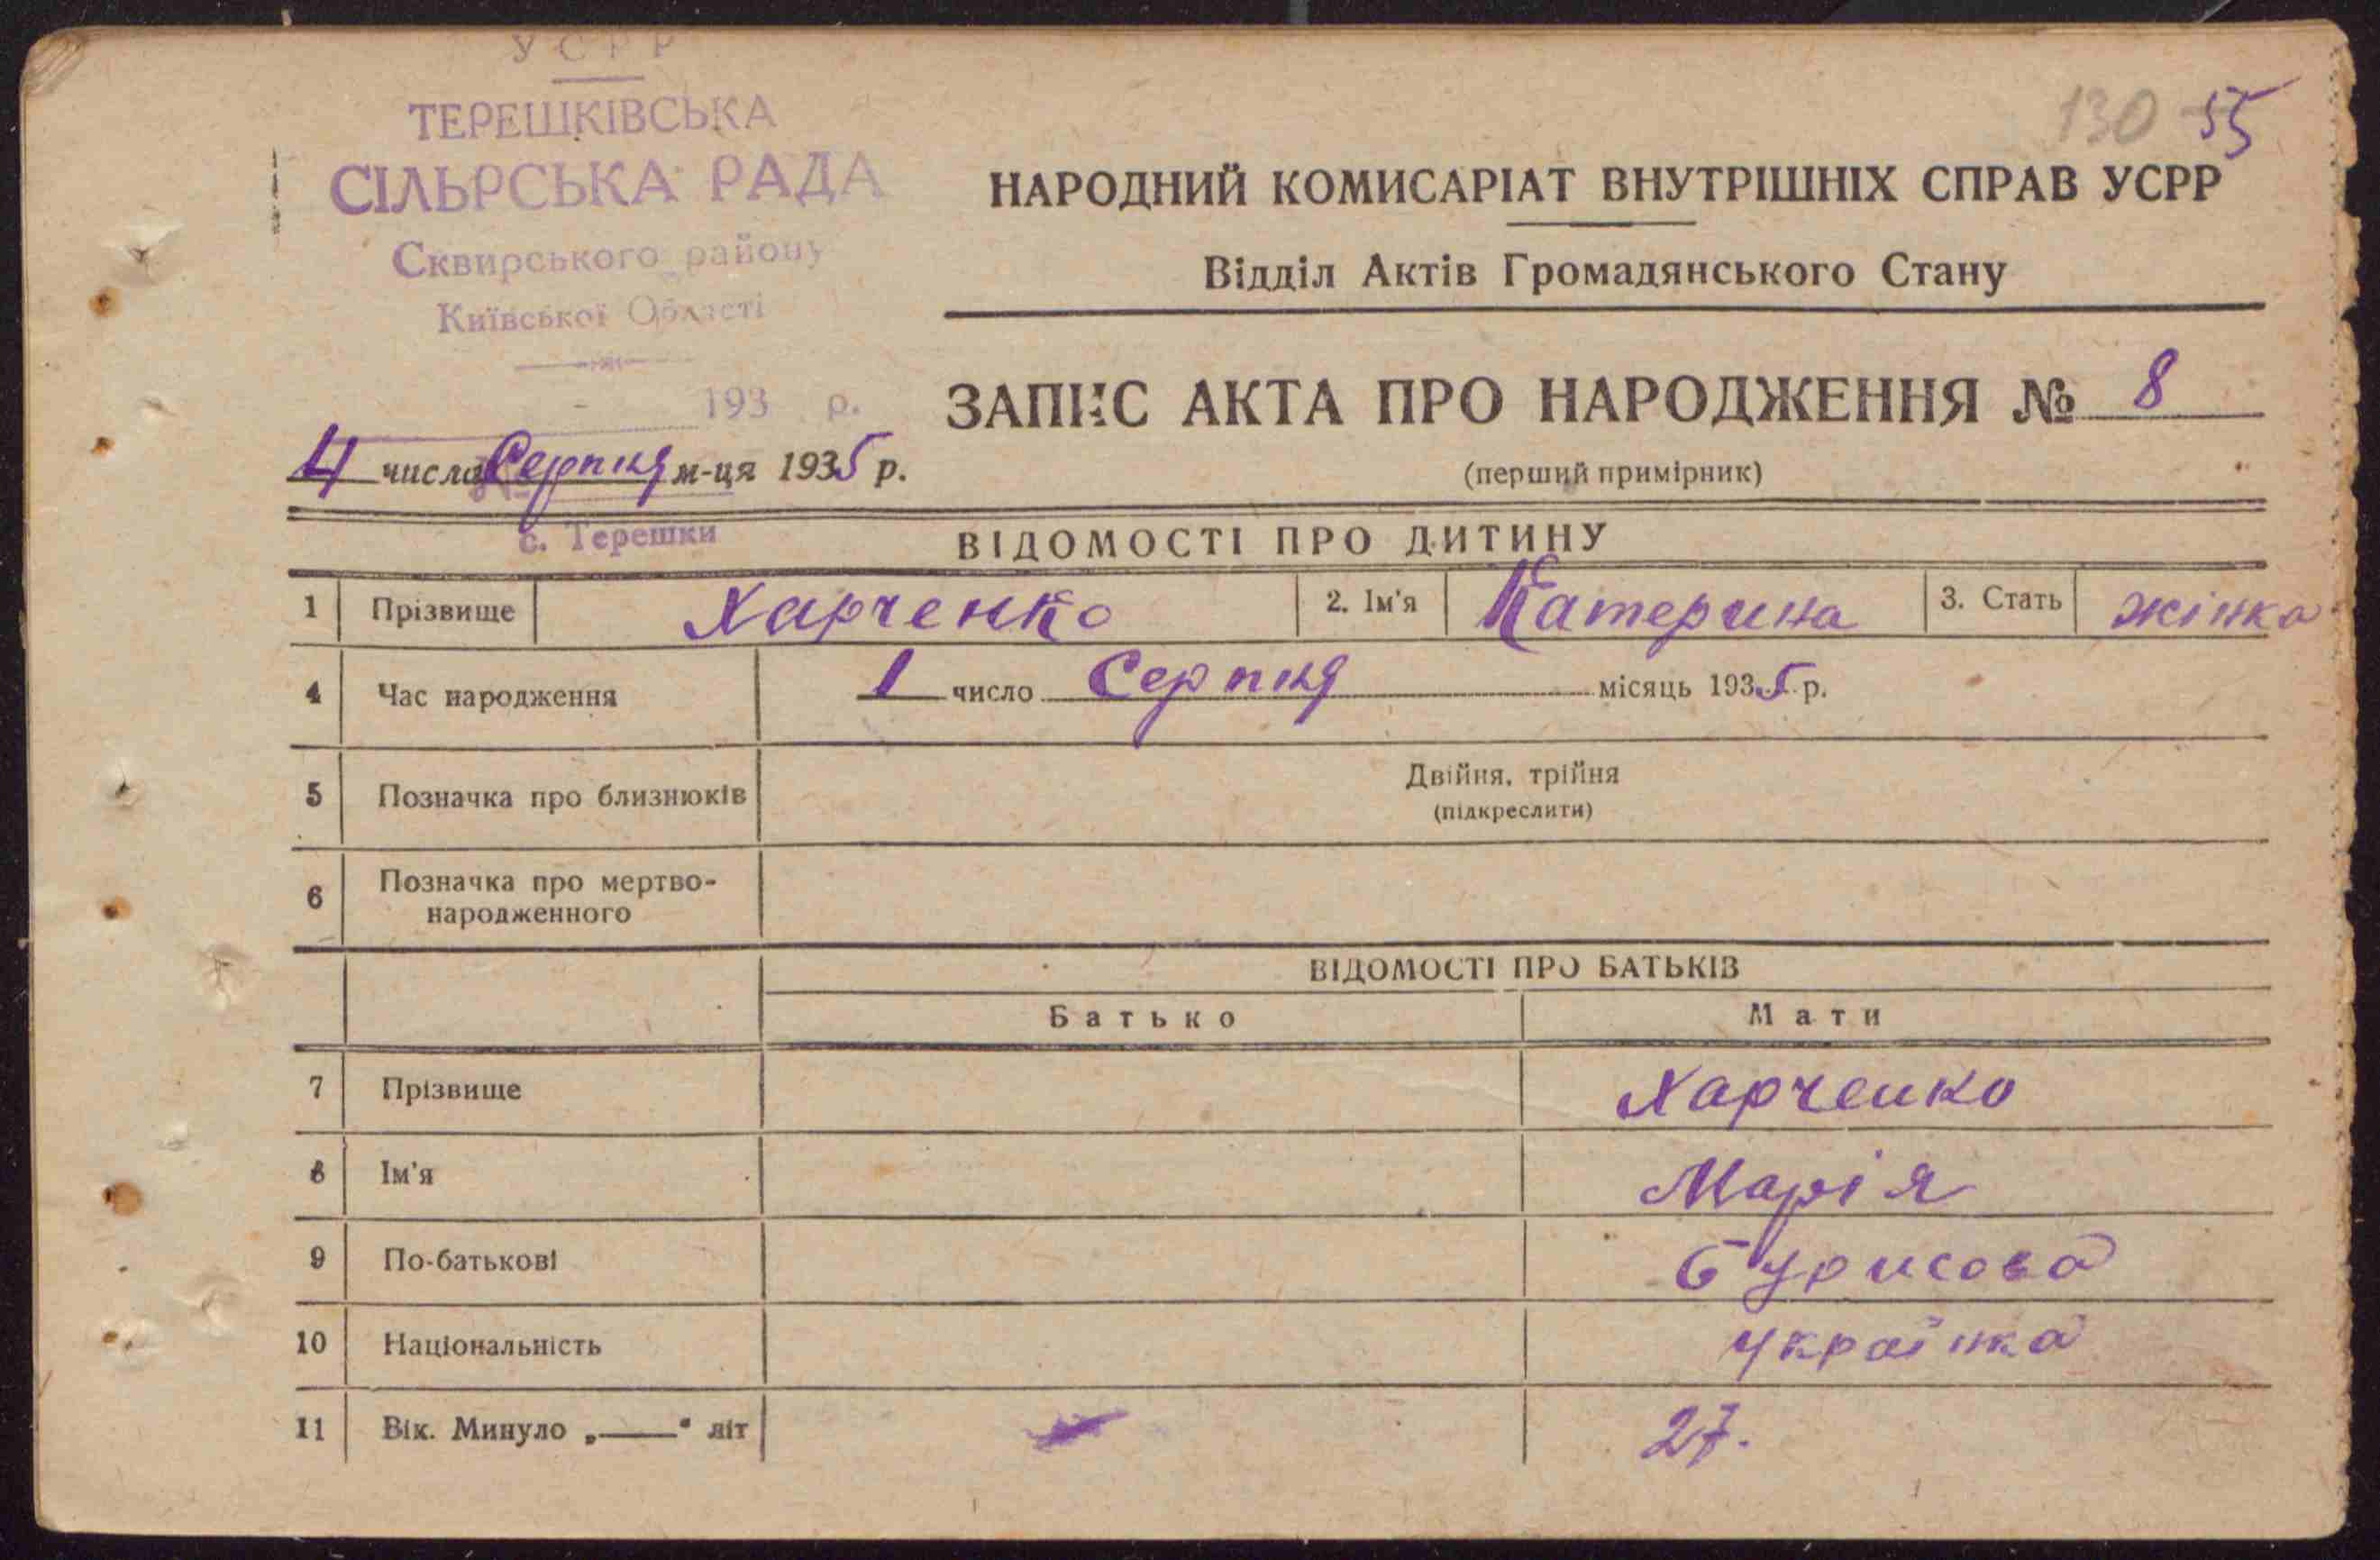 УСРР
ТЕРЕШКІВСЬКА
СІЛЬРСЬКА РАДА
Сквирського району
Київської Області
193 р.
с. Терешки
130 55
НАРОДНИЙ КОМИСАРІАТ ВНУТРІШНІХ СПРАВ УСРР
Відділ Актів Громадянського Стану
ЗАПИС АКТА ПРО НАРОДЖЕННЯ № 8
(перший примірник)
4 числа Серпня м-ця 1935 р.
ВІДОМОСТІ ПРО ДИТИНУ
1 Прізвище Харченко 2. Ім'я Катерина 3. Стать жінка
4 Час народження 1 число Серпня місяць 1935 р.
5 Позначка про близнюків Двійня, трійня
(підкреслити)
6 Позначка про мертво-
народженного
ВІДОМОСТІ ПРО БАТЬКІВ
Батько Мати
7 Прізвище Харченко
8 Ім'я Марія
9 По-батькові Бурисова
10 Національність українка
11 Вік. Минуло „—" літ 27.